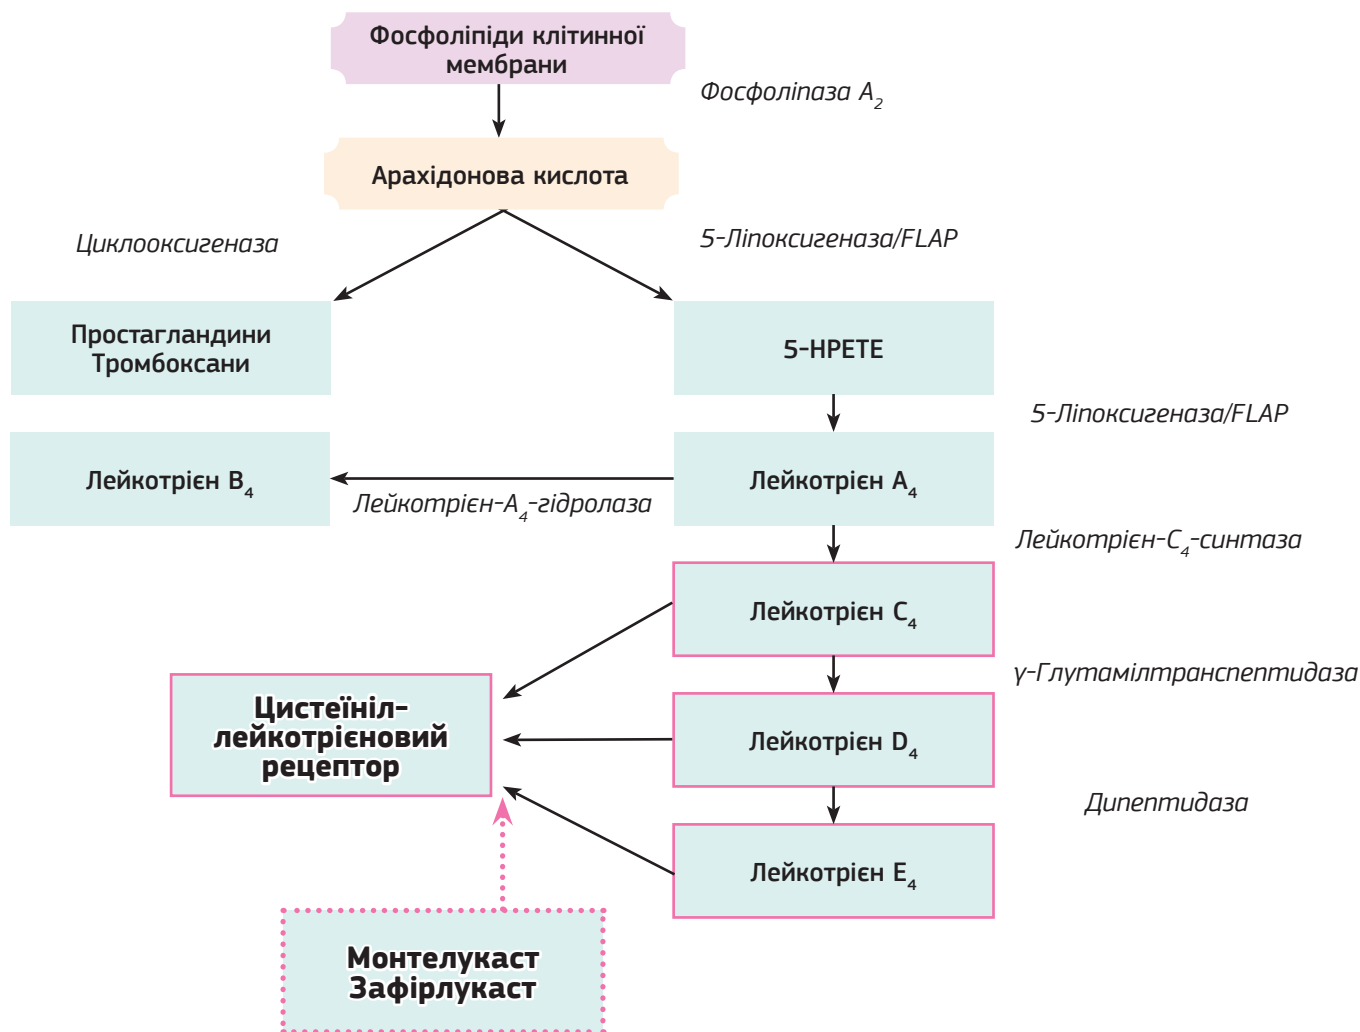 Фосфоліпіди клітинної
мембрани
Фосфоліпаза A₂
Арахідонова кислота
Циклооксигеназа
5-Ліпоксигеназа/FLAP
Простагландини
Тромбоксани
5-HPETE
5-Ліпоксигеназа/FLAP
Лейкотрієн B₄
Лейкотрієн-A₄-гідролаза
Лейкотрієн A₄
Лейкотрієн-C₄-синтаза
Лейкотрієн C₄
γ-Глутамілтранспептидаза
Цистеїніл-
лейкотрієновий
рецептор
Лейкотрієн D₄
Дипептидаза
Лейкотрієн E₄
Монтелукаст
Зафірлукаст